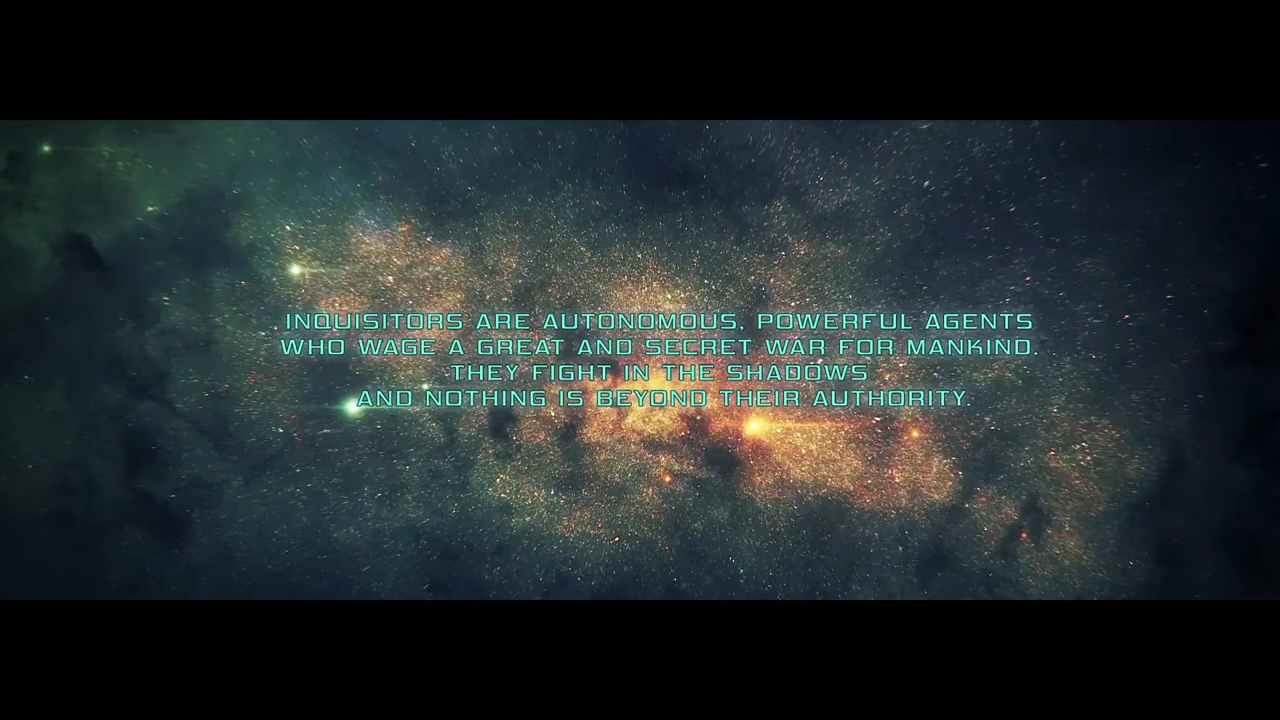 INQUISITORS ARE AUTONOMOUS, POWERFUL AGENTS
WHO WAGE A GREAT AND SECRET WAR FOR MANKIND.
THEY FIGHT IN THE SHADOWS
AND NOTHING IS BEYOND THEIR AUTHORITY.